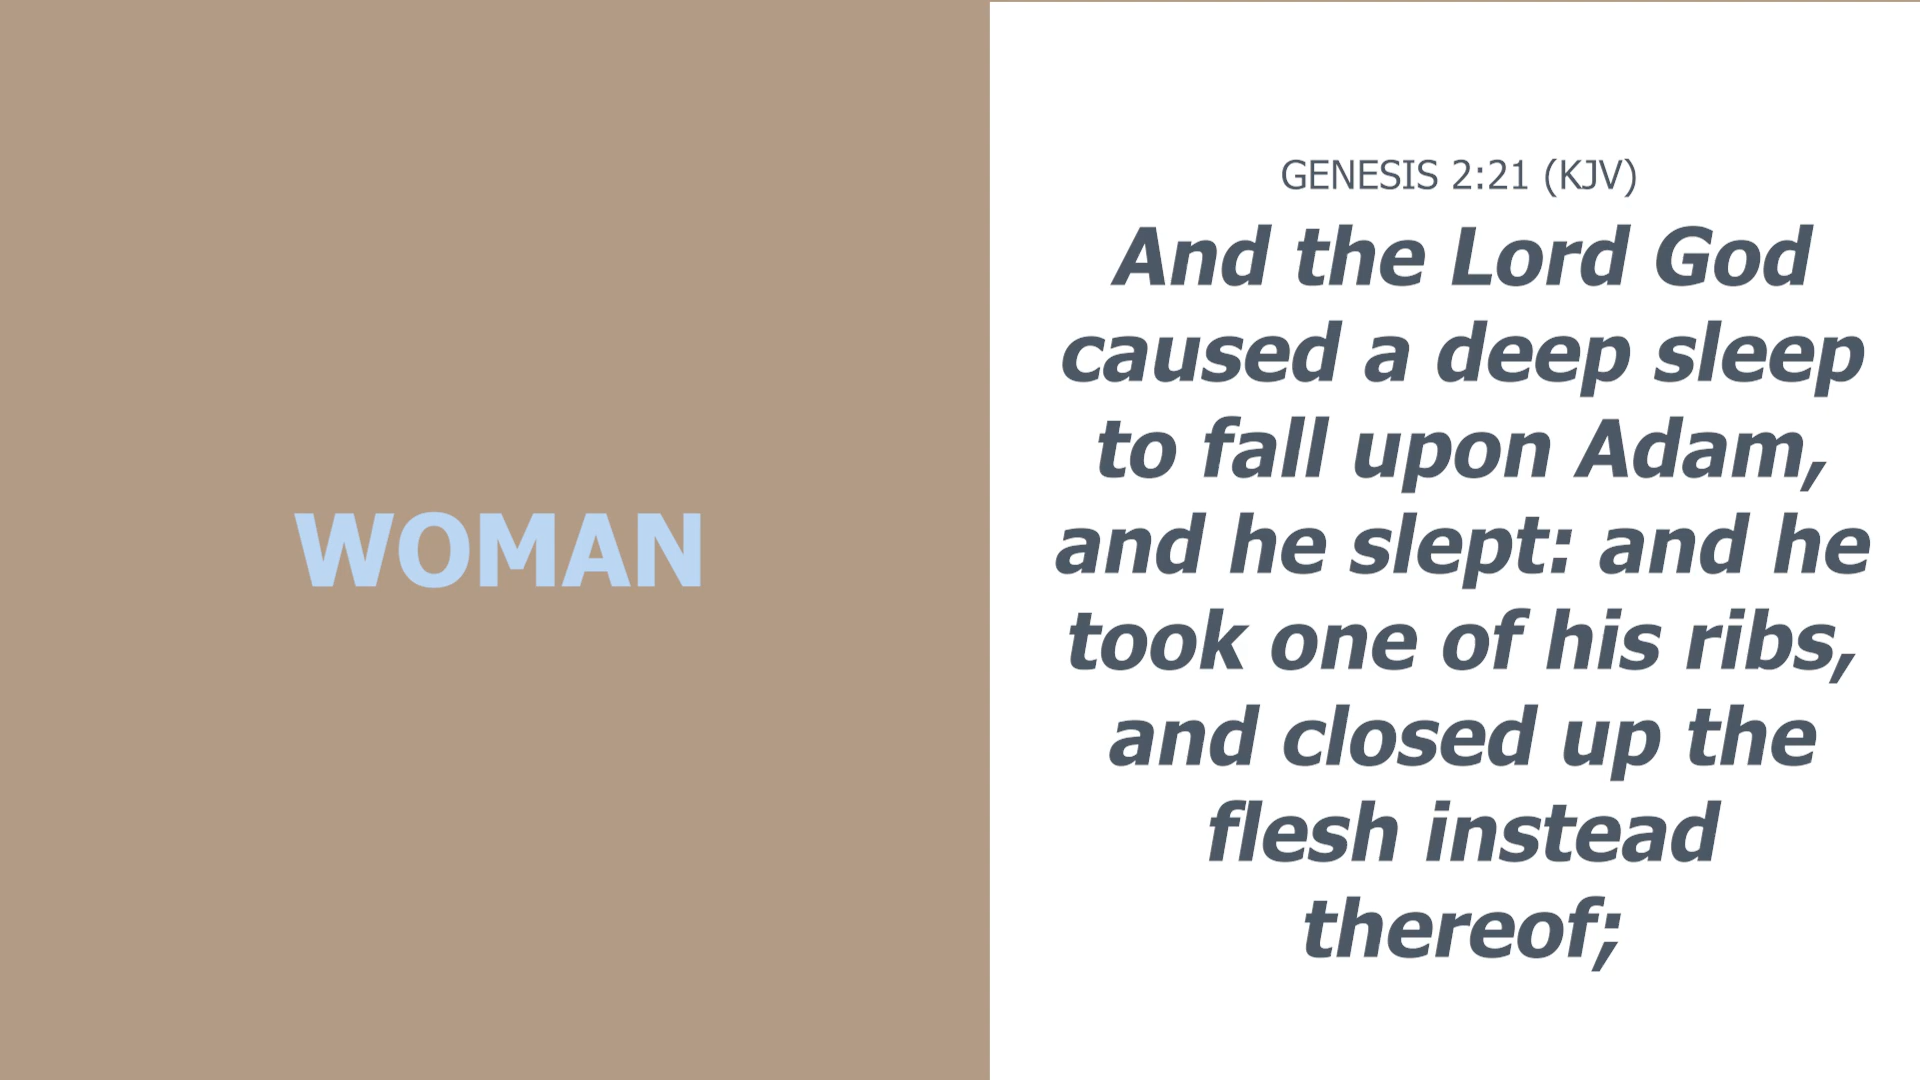 WOMAN
GENESIS 2:21 (KJV)
And the Lord God
caused a deep sleep
to fall upon Adam,
and he slept: and he
took one of his ribs,
and closed up the
flesh instead
thereof;